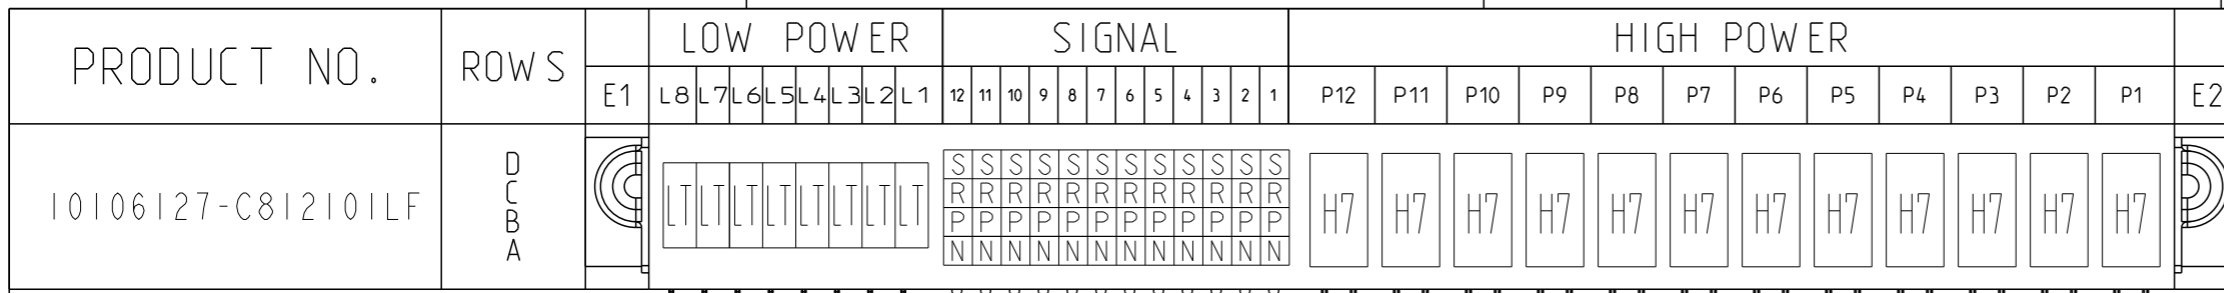 PRODUCT NO. ROWS LOW POWER SIGNAL HIGH POWER
E1 L8 L7 L6 L5 L4 L3 L2 L1 12 11 10 9 8 7 6 5 4 3 2 1 P12 P11 P10 P9 P8 P7 P6 P5 P4 P3 P2 P1 E2
10106127-C812101LF
D
C
B
A
LT LT LT LT LT LT LT LT
S S S S S S S S S S S S
R R R R R R R R R R R R
P P P P P P P P P P P P
N N N N N N N N N N N N
H7 H7 H7 H7 H7 H7 H7 H7 H7 H7 H7 H7